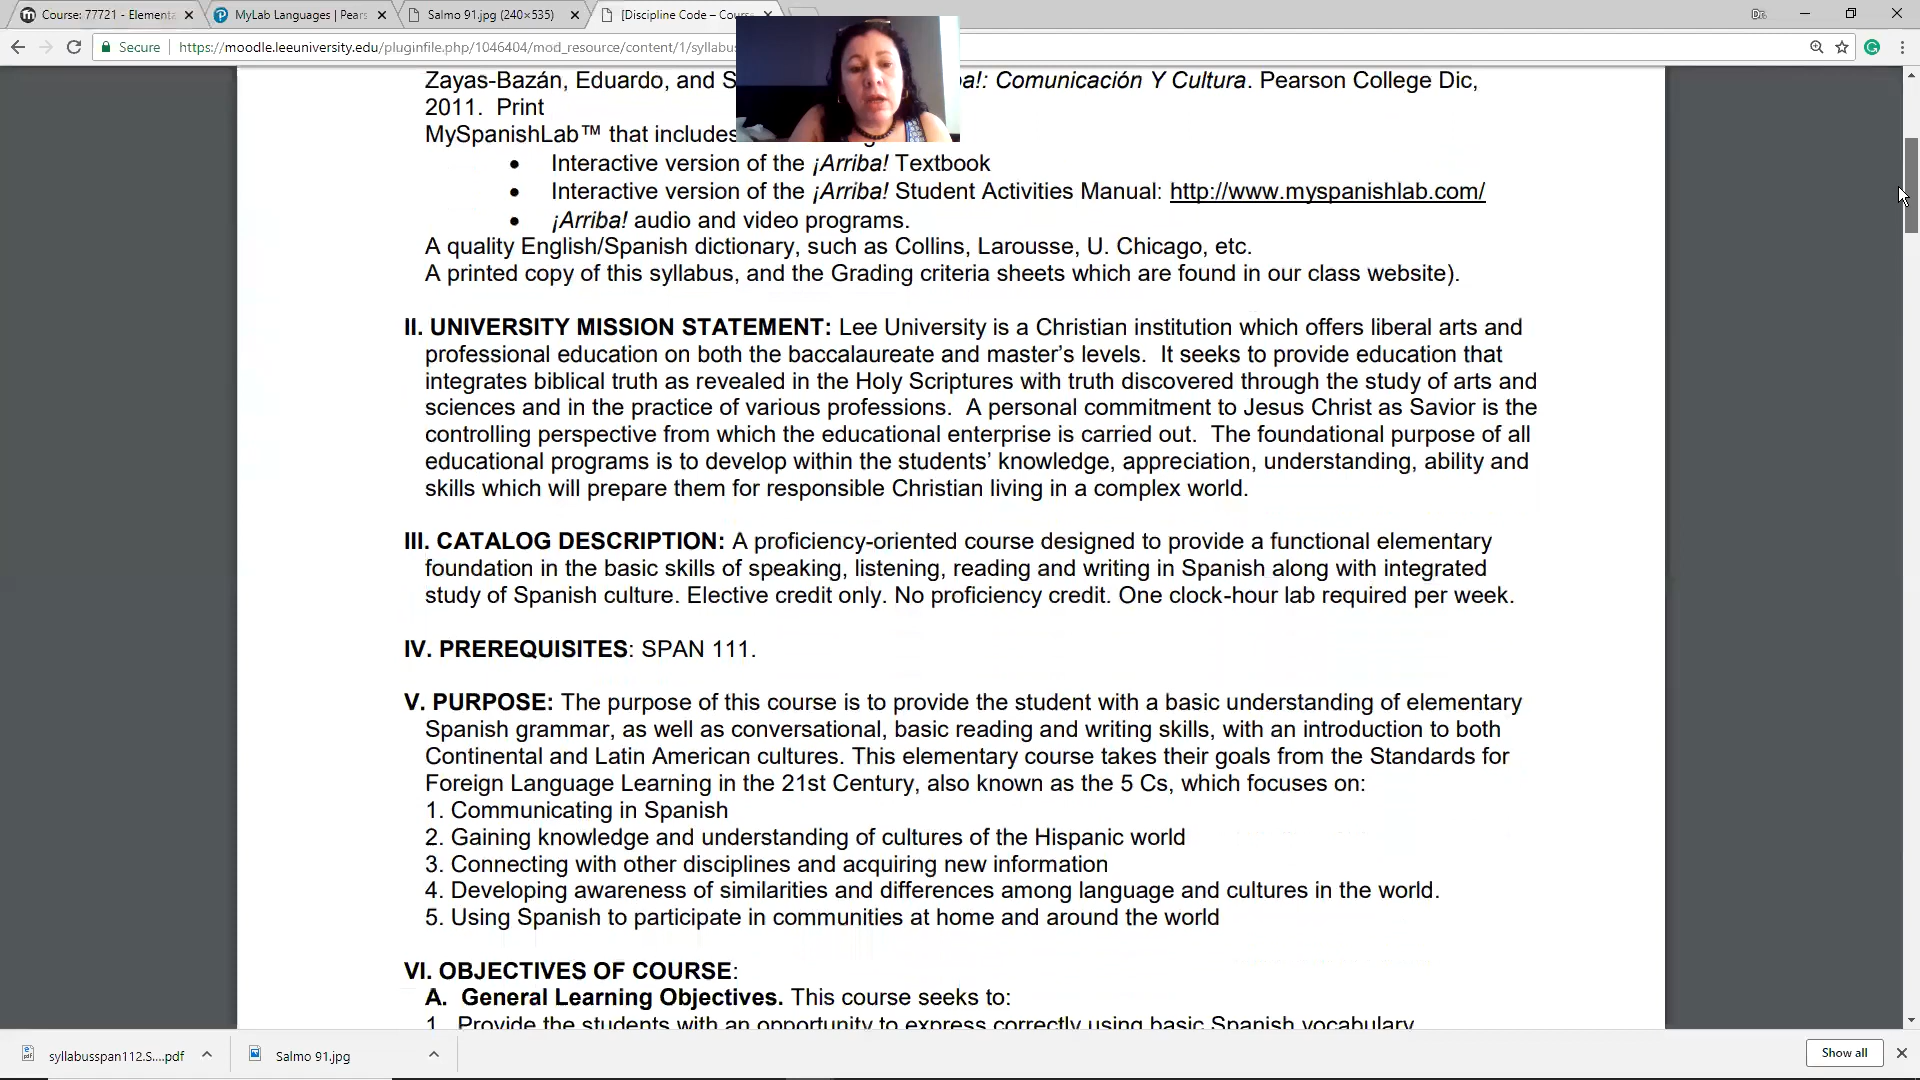 Course: 77721 - Elementa
MyLab Languages | Pears
Salmo 91.jpg (240×535)
[Discipline Code – Cours
Secure
https://moodle.leeuniversity.edu/pluginfile.php/1046404/mod_resource/content/1/syllabu
Zayas-Bazán, Eduardo, and S a!: Comunicación Y Cultura. Pearson College Dic,
2011. Print
MySpanishLab™ that includes
• Interactive version of the ¡Arriba! Textbook
• Interactive version of the ¡Arriba! Student Activities Manual: http://www.myspanishlab.com/
• ¡Arriba! audio and video programs.
A quality English/Spanish dictionary, such as Collins, Larousse, U. Chicago, etc.
A printed copy of this syllabus, and the Grading criteria sheets which are found in our class website).
II. UNIVERSITY MISSION STATEMENT: Lee University is a Christian institution which offers liberal arts and
professional education on both the baccalaureate and master's levels. It seeks to provide education that
integrates biblical truth as revealed in the Holy Scriptures with truth discovered through the study of arts and
sciences and in the practice of various professions. A personal commitment to Jesus Christ as Savior is the
controlling perspective from which the educational enterprise is carried out. The foundational purpose of all
educational programs is to develop within the students' knowledge, appreciation, understanding, ability and
skills which will prepare them for responsible Christian living in a complex world.
III. CATALOG DESCRIPTION: A proficiency-oriented course designed to provide a functional elementary
foundation in the basic skills of speaking, listening, reading and writing in Spanish along with integrated
study of Spanish culture. Elective credit only. No proficiency credit. One clock-hour lab required per week.
IV. PREREQUISITES: SPAN 111.
V. PURPOSE: The purpose of this course is to provide the student with a basic understanding of elementary
Spanish grammar, as well as conversational, basic reading and writing skills, with an introduction to both
Continental and Latin American cultures. This elementary course takes their goals from the Standards for
Foreign Language Learning in the 21st Century, also known as the 5 Cs, which focuses on:
1. Communicating in Spanish
2. Gaining knowledge and understanding of cultures of the Hispanic world
3. Connecting with other disciplines and acquiring new information
4. Developing awareness of similarities and differences among language and cultures in the world.
5. Using Spanish to participate in communities at home and around the world
VI. OBJECTIVES OF COURSE:
A. General Learning Objectives. This course seeks to:
1. Provide the students with an opportunity to express correctly using basic Spanish vocabulary
syllabusspan112.S....pdf
Salmo 91.jpg
Show all